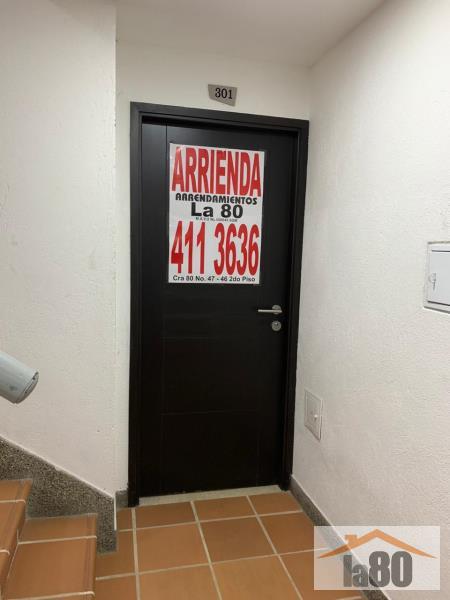 301
ARRIENDA
ARRENDAMIENTOS
La 80
411 3636
Cra 80 No. 47 - 46 2do Piso
la80